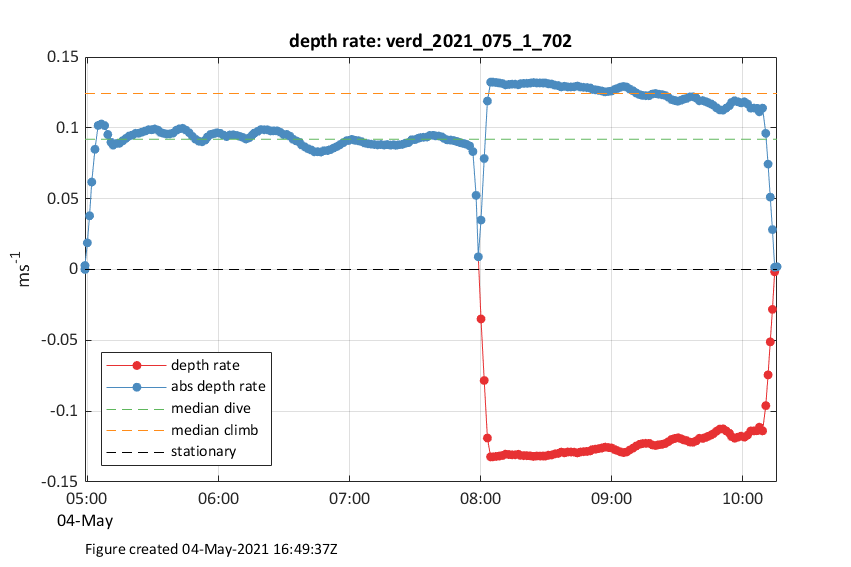 depth rate: verd_2021_075_1_702
0.15
0.1
0.05
0
-0.05
-0.1
-0.15
ms⁻¹
depth rate
abs depth rate
median dive
median climb
stationary
05:00 06:00 07:00 08:00 09:00 10:00
04-May
Figure created 04-May-2021 16:49:37Z